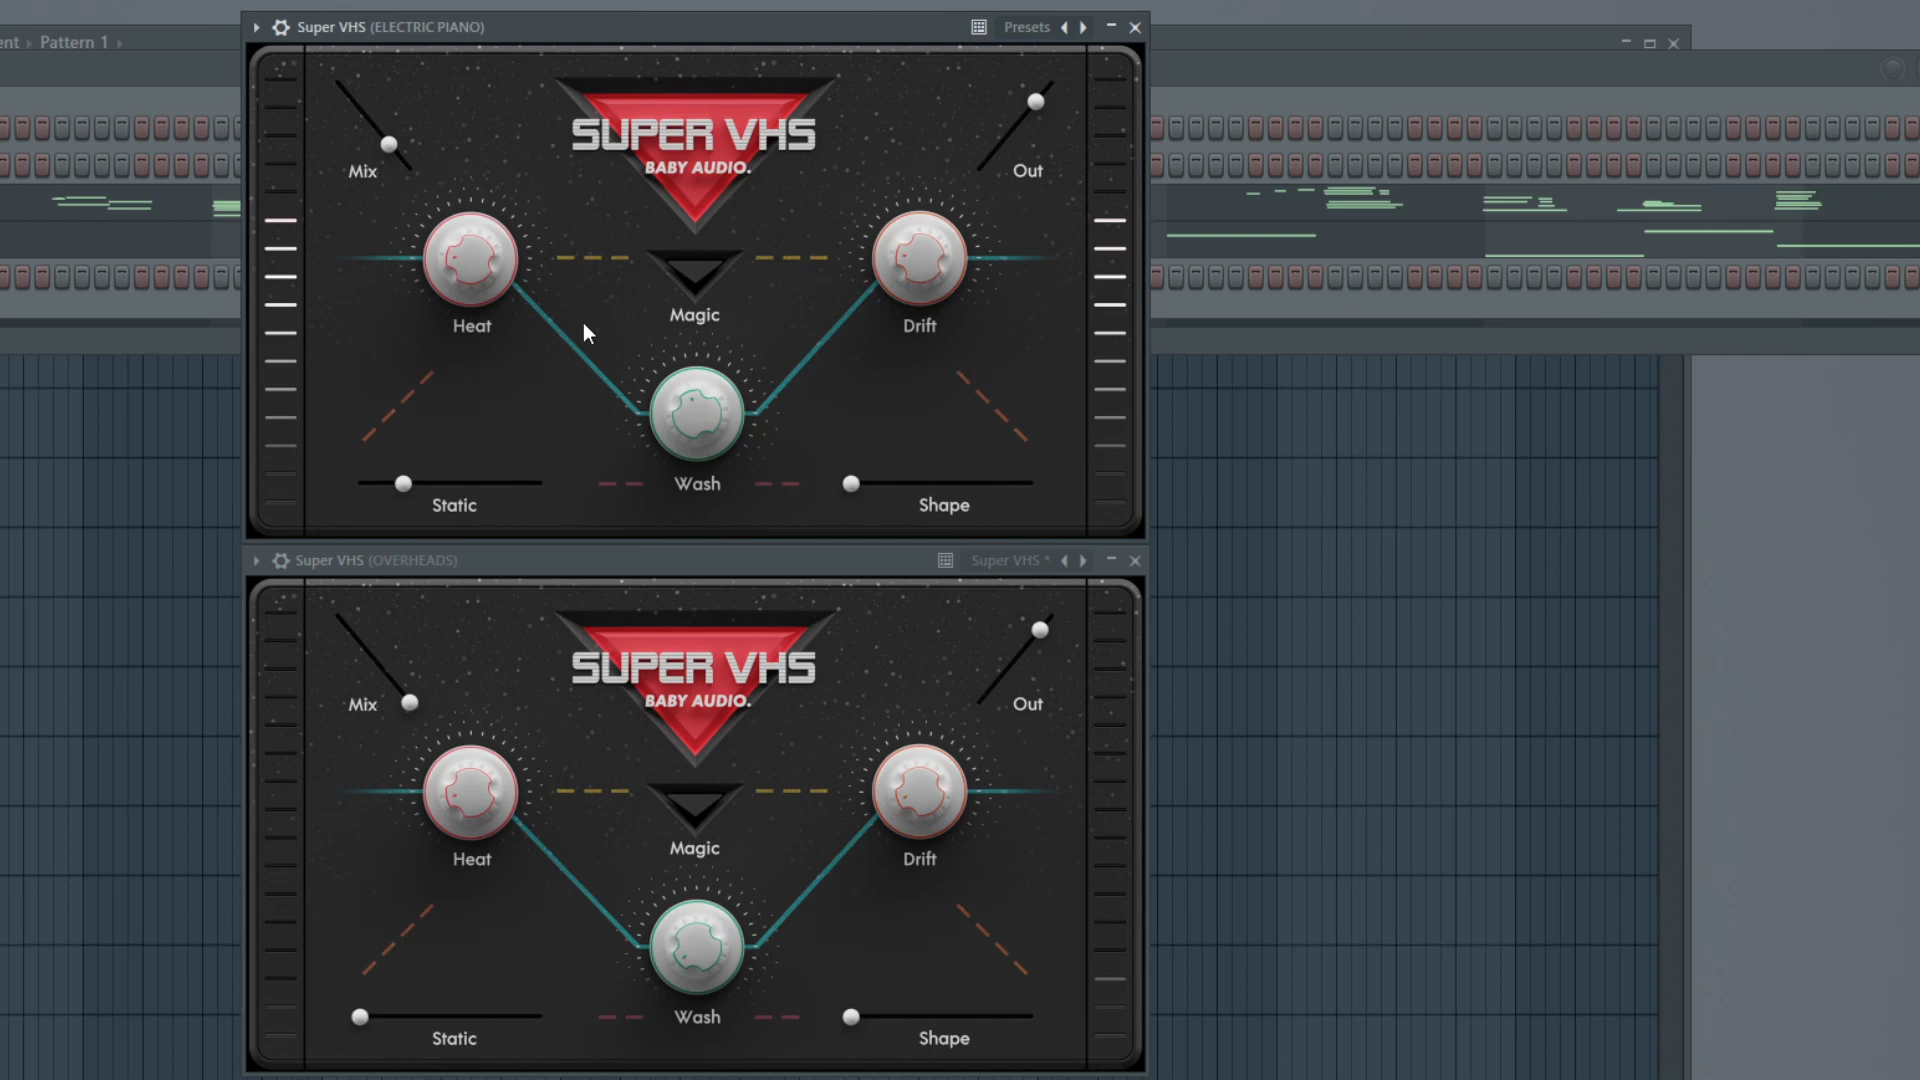 ent › Pattern 1 ›
Super VHS (ELECTRIC PIANO)
Presets
SUPER VHS
BABY AUDIO.
Mix
Out
Heat
Magic
Drift
Wash
Static
Shape
Super VHS (OVERHEADS)
Super VHS *
SUPER VHS
BABY AUDIO.
Mix
Out
Heat
Magic
Drift
Wash
Static
Shape